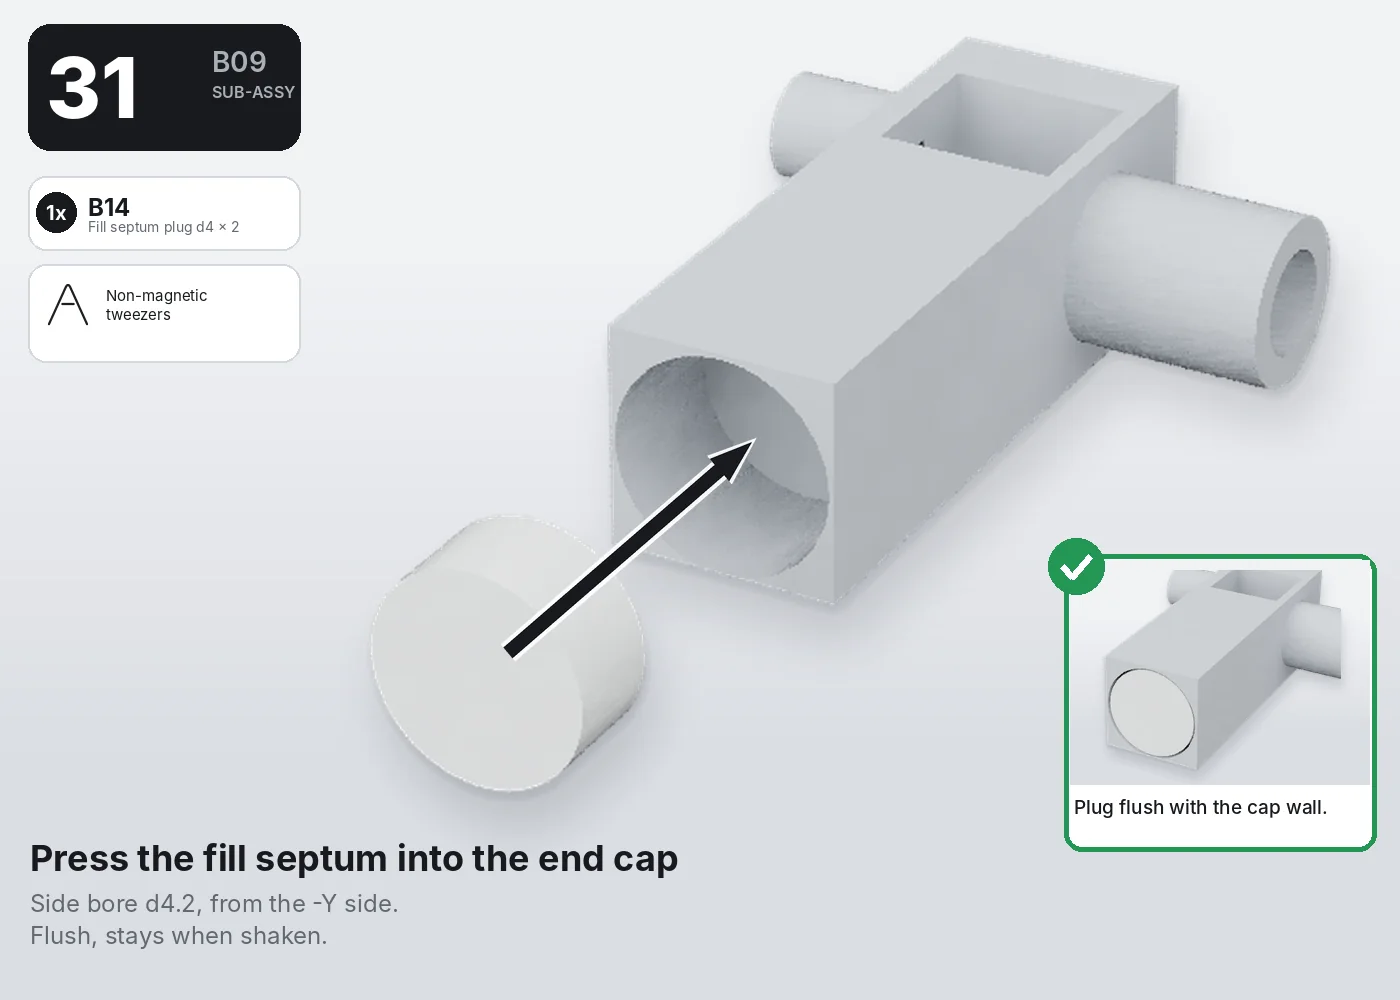 31
B09
SUB-ASSY
1x
B14
Fill septum plug d4 × 2
Non-magnetic
tweezers
Plug flush with the cap wall.
Press the fill septum into the end cap
Side bore d4.2, from the -Y side.
Flush, stays when shaken.